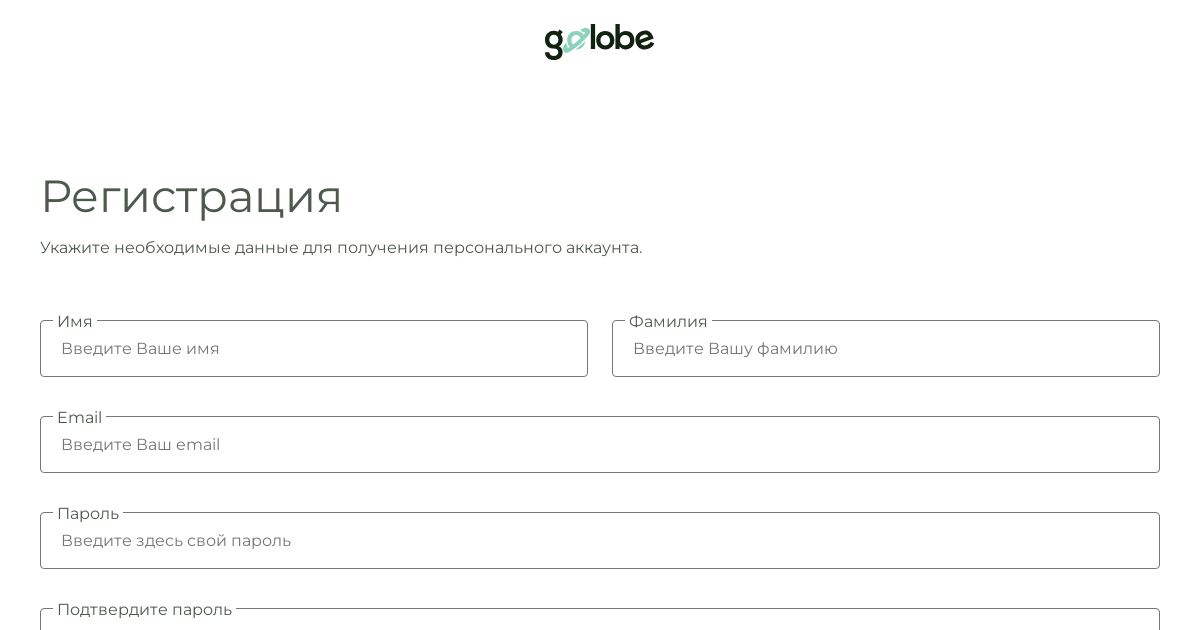 golobe
Регистрация
Укажите необходимые данные для получения персонального аккаунта.
Имя
Введите Ваше имя
Фамилия
Введите Вашу фамилию
Email
Введите Ваш email
Пароль
Введите здесь свой пароль
Подтвердите пароль